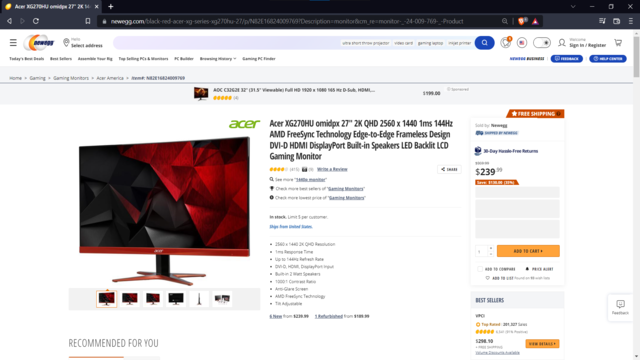 Acer XG270HU omidpx 27" 2K M
newegg.com/black-red-acer-xg-series-xg270hu-27/p/N82E16824009769?Description=monitor&cm_re=monitor-_-24-009-769-_-Product
newegg
Hello
Select address
ultra short throw projector
video card
gaming laptop
inkjet printer
Welcome
Sign in / Register
Today's Best Deals
Best Sellers
Assemble Your Rig
Top Selling PCs & Monitors
PC Builder
Browsing History
Gaming PC Finder
NEWEGG BUSINESS
FEEDBACK
HELP CENTER
Home > Gaming > Gaming Monitors > Acer America > Item#: N82E16824009769
AOC C32G2E 32" (31.5" Viewable) Full HD 1920 x 1080 165 Hz D-Sub, HDMI,...
$199.00
Sponsored
acer
Acer XG270HU omidpx 27" 2K QHD 2560 x 1440 1ms 144Hz
AMD FreeSync Technology Edge-to-Edge Frameless Design
DVI-D HDMI DisplayPort Built-in Speakers LED Backlit LCD
Gaming Monitor
Write a Review
SHARE
See more "1440p monitor"
Check more best sellers of "Gaming Monitors"
Check more lowest price of "Gaming Monitors"
In stock. Limit 5 per customer.
Ships from United States.
2560 x 1440 2K QHD Resolution
1ms Response Time
Up to 144Hz Refresh Rate
DVI-D, HDMI, DisplayPort Input
Built-in 2 Watt Speakers
1000:1 Contrast Ratio
Anti-Glare Screen
AMD FreeSync Technology
Tilt Adjustable
6 New from $239.99
1 Refurbished from $189.99
FREE SHIPPING
Sold by: Newegg
SHIPPED BY NEWEGG
30-Day Hassle-Free Returns
$239.99
1
ADD TO CART
ADD TO COMPARE
PRICE ALERT
ADD TO LIST
BEST SELLERS
VPCI
Top Rated
$298.10
+ FREE SHIPPING
Volume Discounts Available
VIEW DETAILS
Feedback
RECOMMENDED FOR YOU